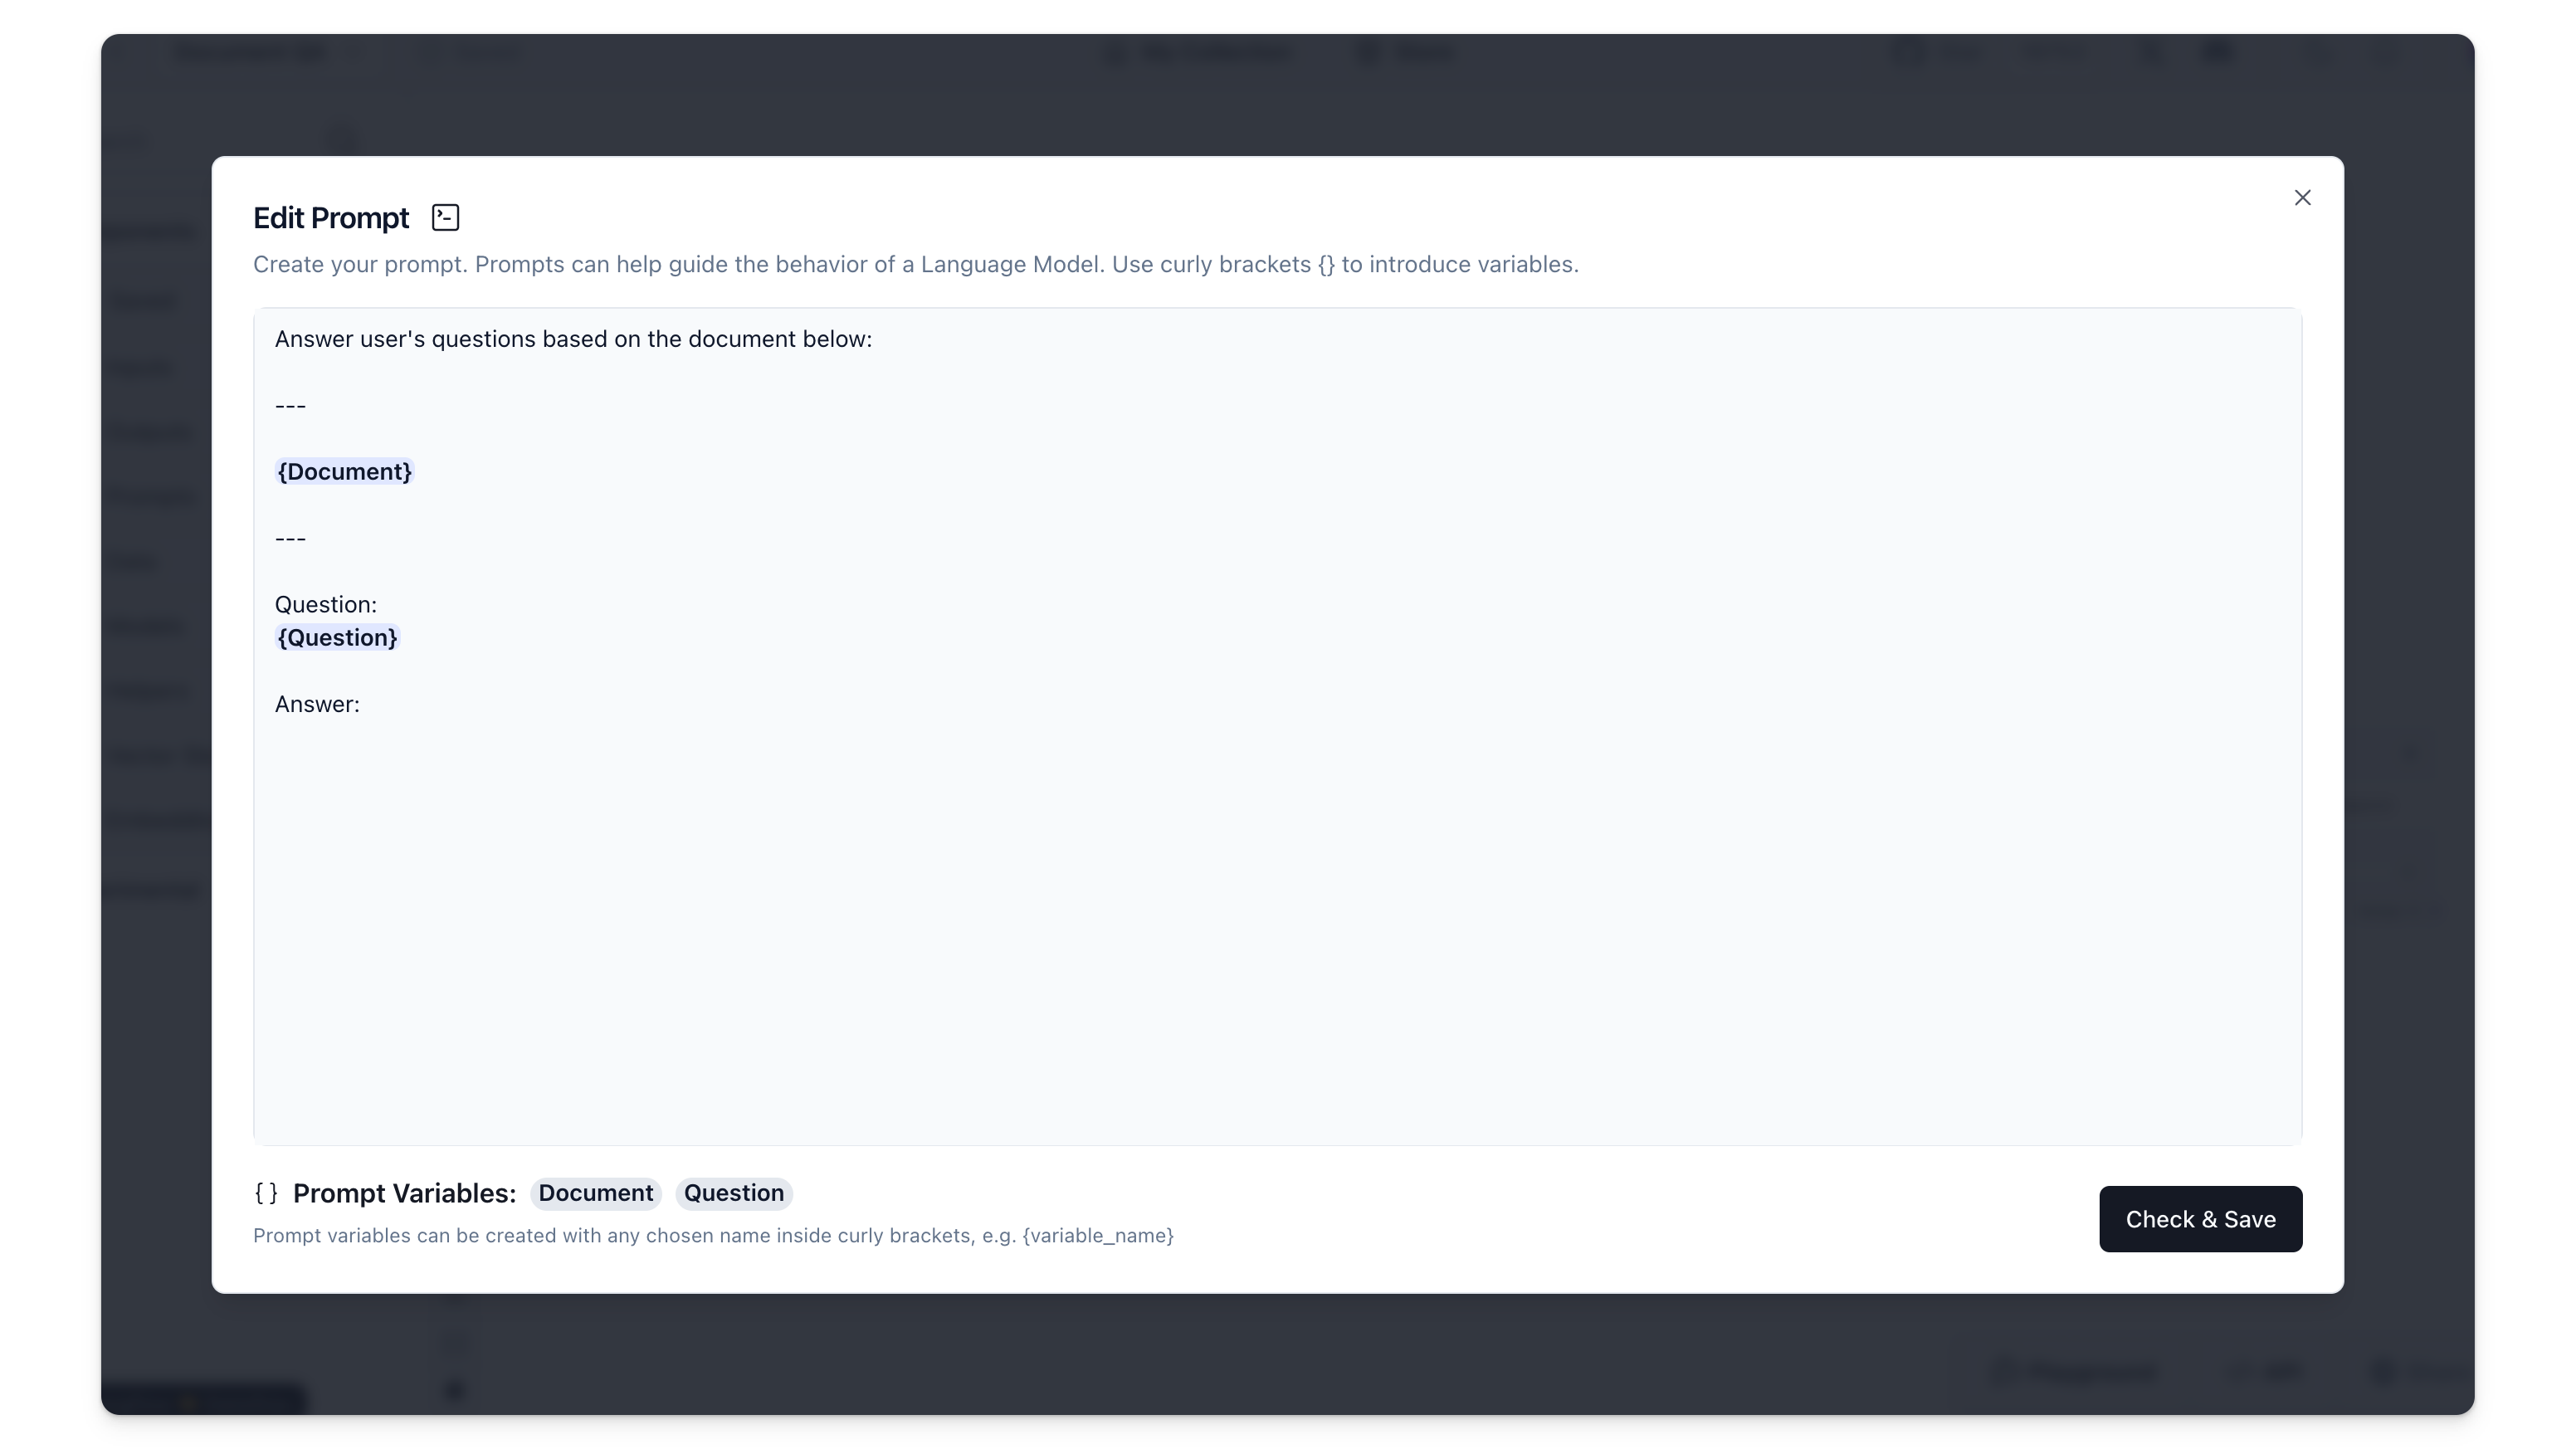 Edit Prompt
Create your prompt. Prompts can help guide the behavior of a Language Model. Use curly brackets {} to introduce variables.
Answer user's questions based on the document below:
---
{Document}
---
Question:
{Question}
Answer:
{ } Prompt Variables: Document Question
Prompt variables can be created with any chosen name inside curly brackets, e.g. {variable_name}
Check & Save